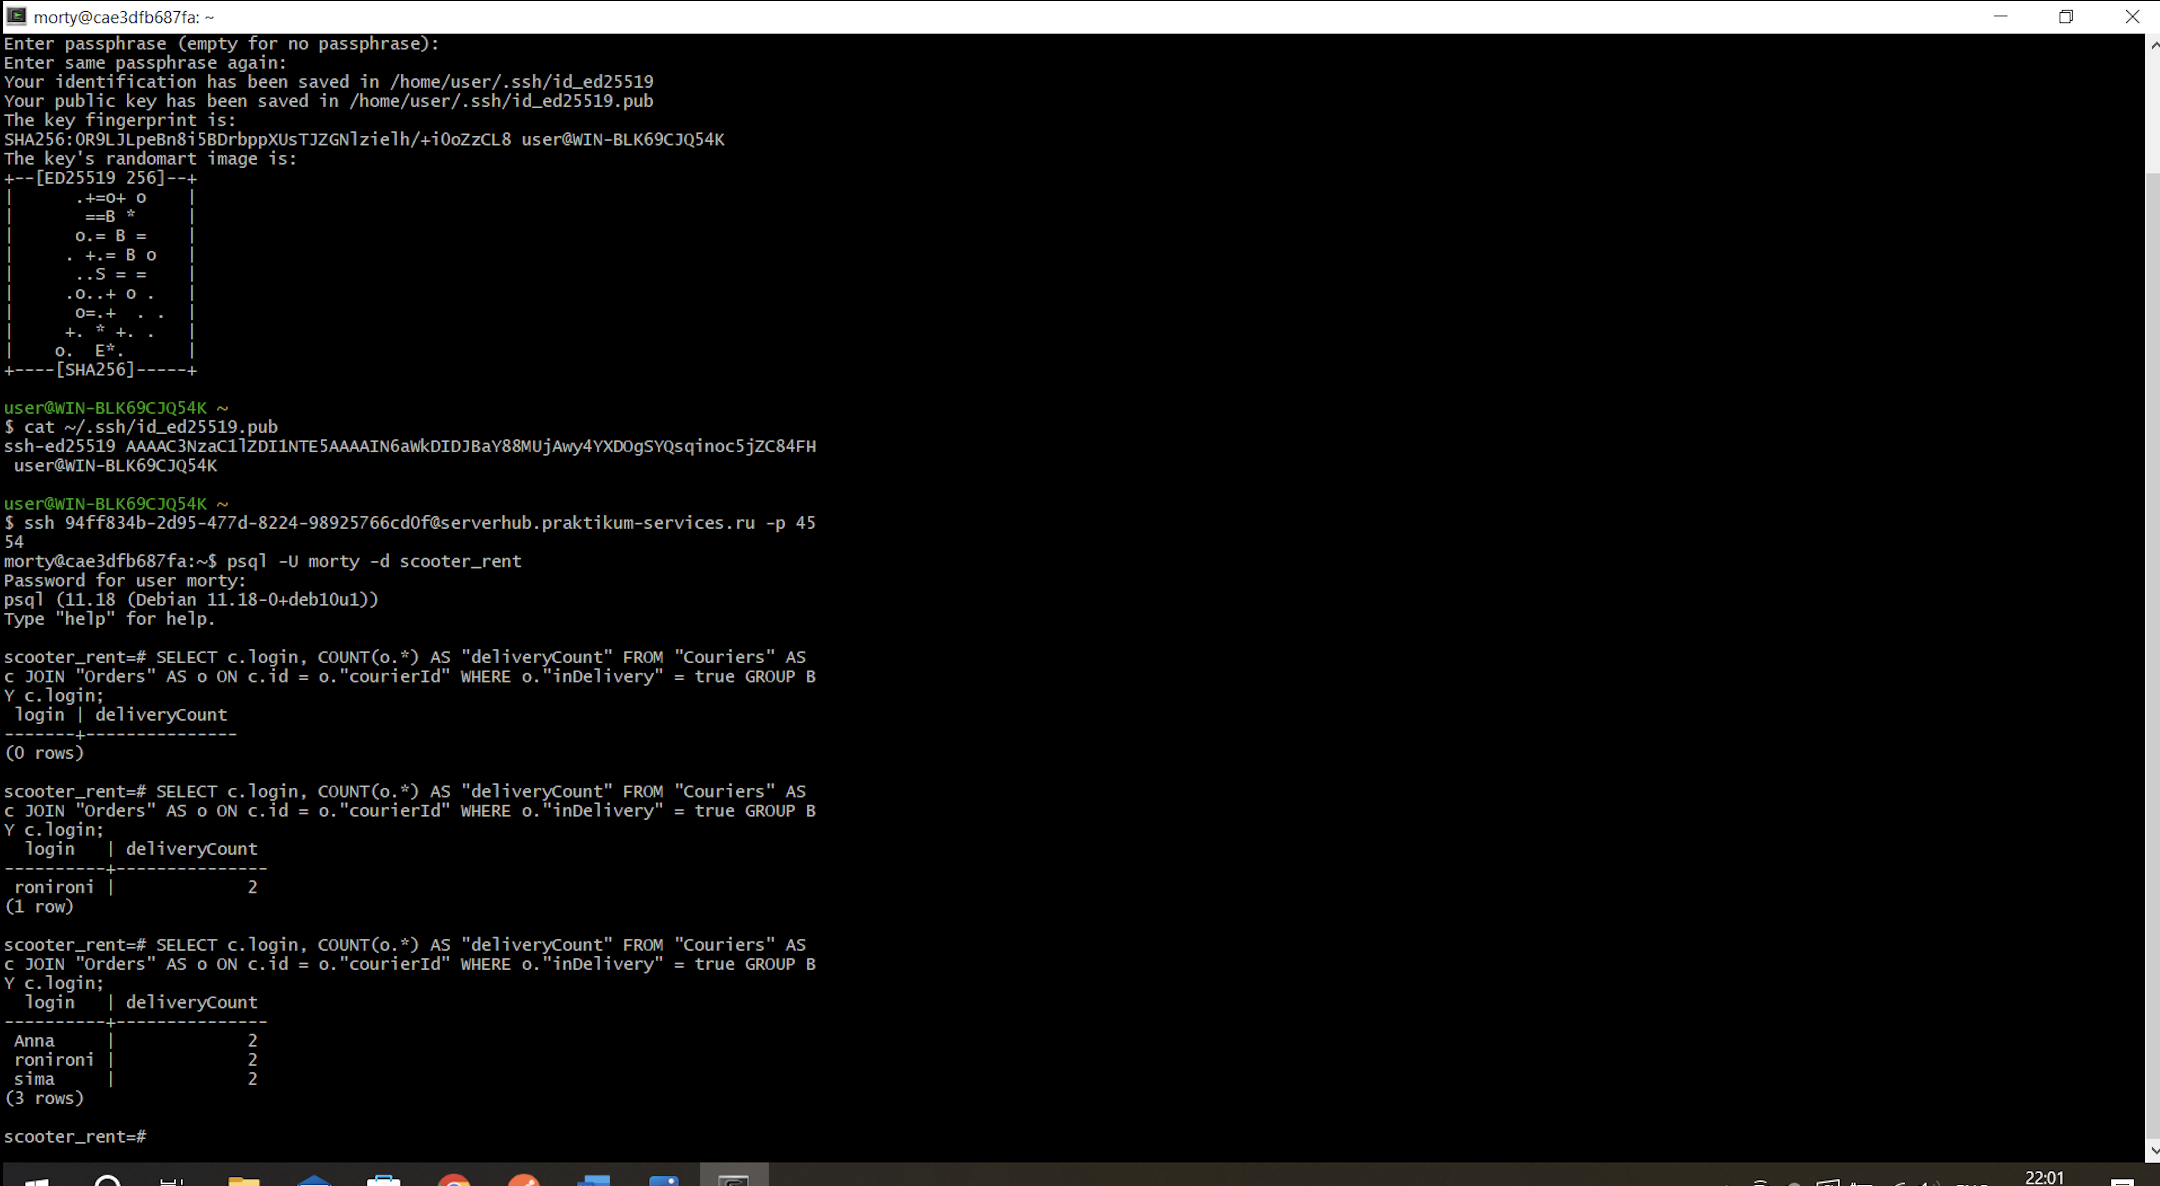 morty@cae3dfb687fa: ~
Enter passphrase (empty for no passphrase):
Enter same passphrase again:
Your identification has been saved in /home/user/.ssh/id_ed25519
Your public key has been saved in /home/user/.ssh/id_ed25519.pub
The key fingerprint is:
SHA256:0R9LJLpeBn8i5BDrbppXUsTJZGNlzielh/+i0oZzCL8 user@WIN-BLK69CJQ54K
The key's randomart image is:
+--[ED25519 256]--+
|      .+=o+ o    |
|       ==B *     |
|      o.= B =    |
|     . +.= B o   |
|      ..S = =    |
|     .o..+ o .   |
|      o=.+  . .  |
|     +. * +. .   |
|    o.  E*.      |
+----[SHA256]-----+
user@WIN-BLK69CJQ54K ~
$ cat ~/.ssh/id_ed25519.pub
ssh-ed25519 AAAAC3NzaC1lZDI1NTE5AAAAIN6aWkDIDJBaY88MUjAwy4YXDOgSYQsqinoc5jZC84FH
user@WIN-BLK69CJQ54K
user@WIN-BLK69CJQ54K ~
$ ssh 94ff834b-2d95-477d-8224-98925766cd0f@serverhub.praktikum-services.ru -p 45
54
morty@cae3dfb687fa:~$ psql -U morty -d scooter_rent
Password for user morty:
psql (11.18 (Debian 11.18-0+deb10u1))
Type "help" for help.
scooter_rent=# SELECT c.login, COUNT(o.*) AS "deliveryCount" FROM "Couriers" AS
c JOIN "Orders" AS o ON c.id = o."courierId" WHERE o."inDelivery" = true GROUP B
Y c.login;
 login | deliveryCount
-------+---------------
(0 rows)
scooter_rent=# SELECT c.login, COUNT(o.*) AS "deliveryCount" FROM "Couriers" AS
c JOIN "Orders" AS o ON c.id = o."courierId" WHERE o."inDelivery" = true GROUP B
Y c.login;
  login   | deliveryCount
----------+---------------
 ronironi |             2
(1 row)
scooter_rent=# SELECT c.login, COUNT(o.*) AS "deliveryCount" FROM "Couriers" AS
c JOIN "Orders" AS o ON c.id = o."courierId" WHERE o."inDelivery" = true GROUP B
Y c.login;
  login   | deliveryCount
----------+---------------
 Anna     |             2
 ronironi |             2
 sima     |             2
(3 rows)
scooter_rent=#
22:01